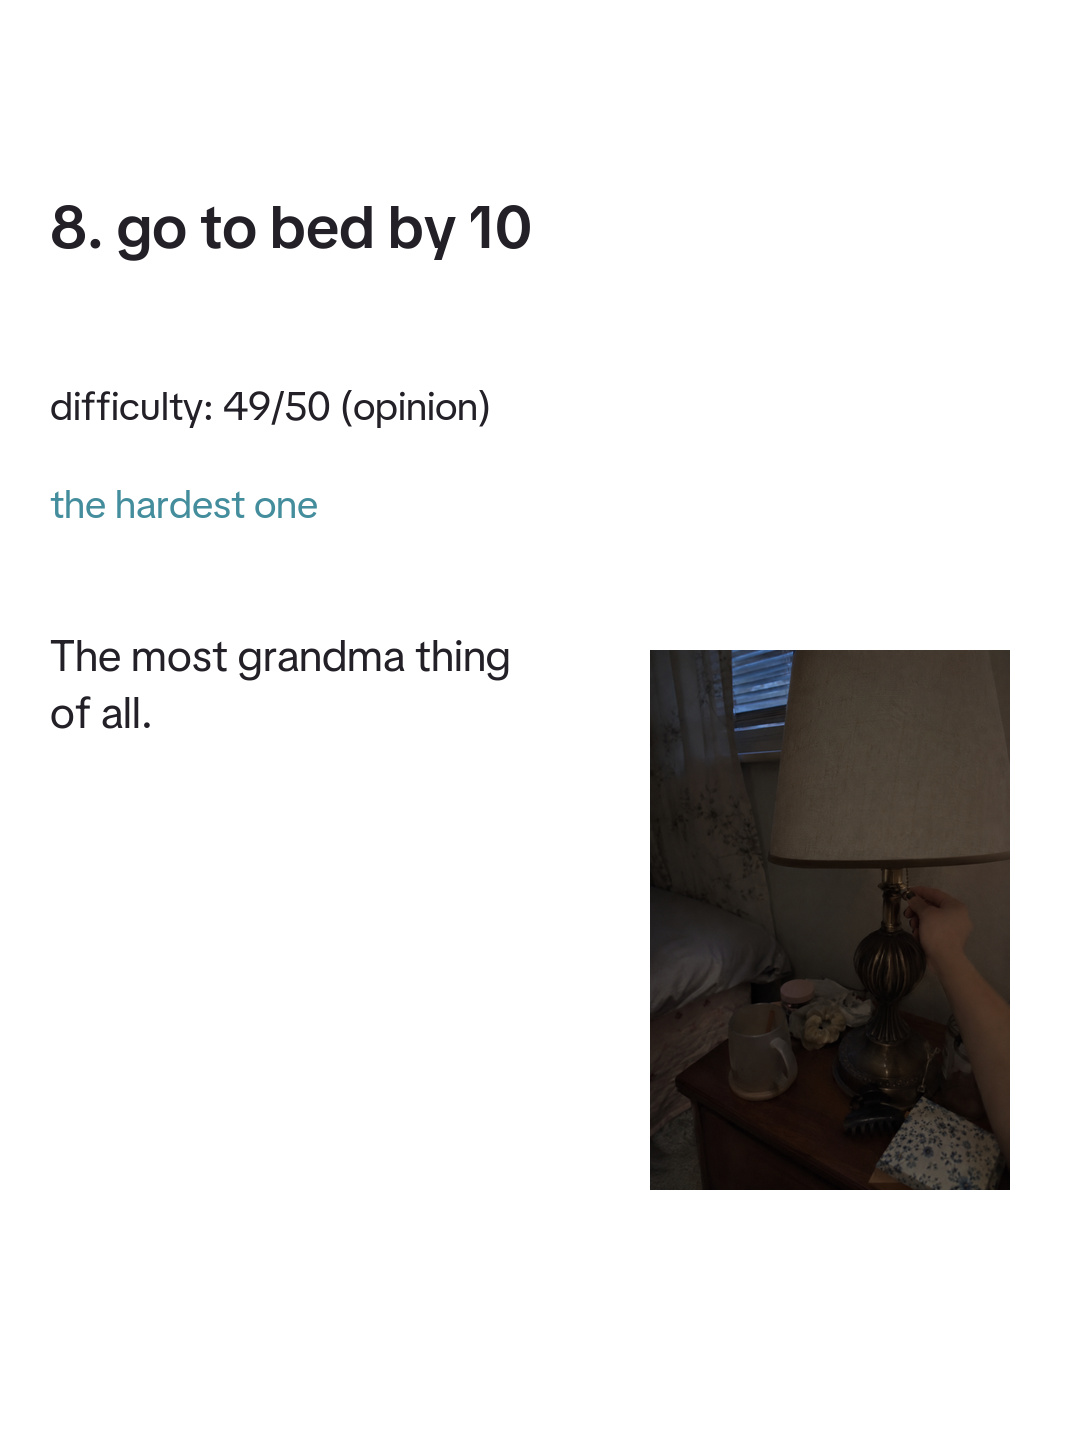 8. go to bed by 10
difficulty: 49/50 (opinion)
the hardest one
The most grandma thing
of all.